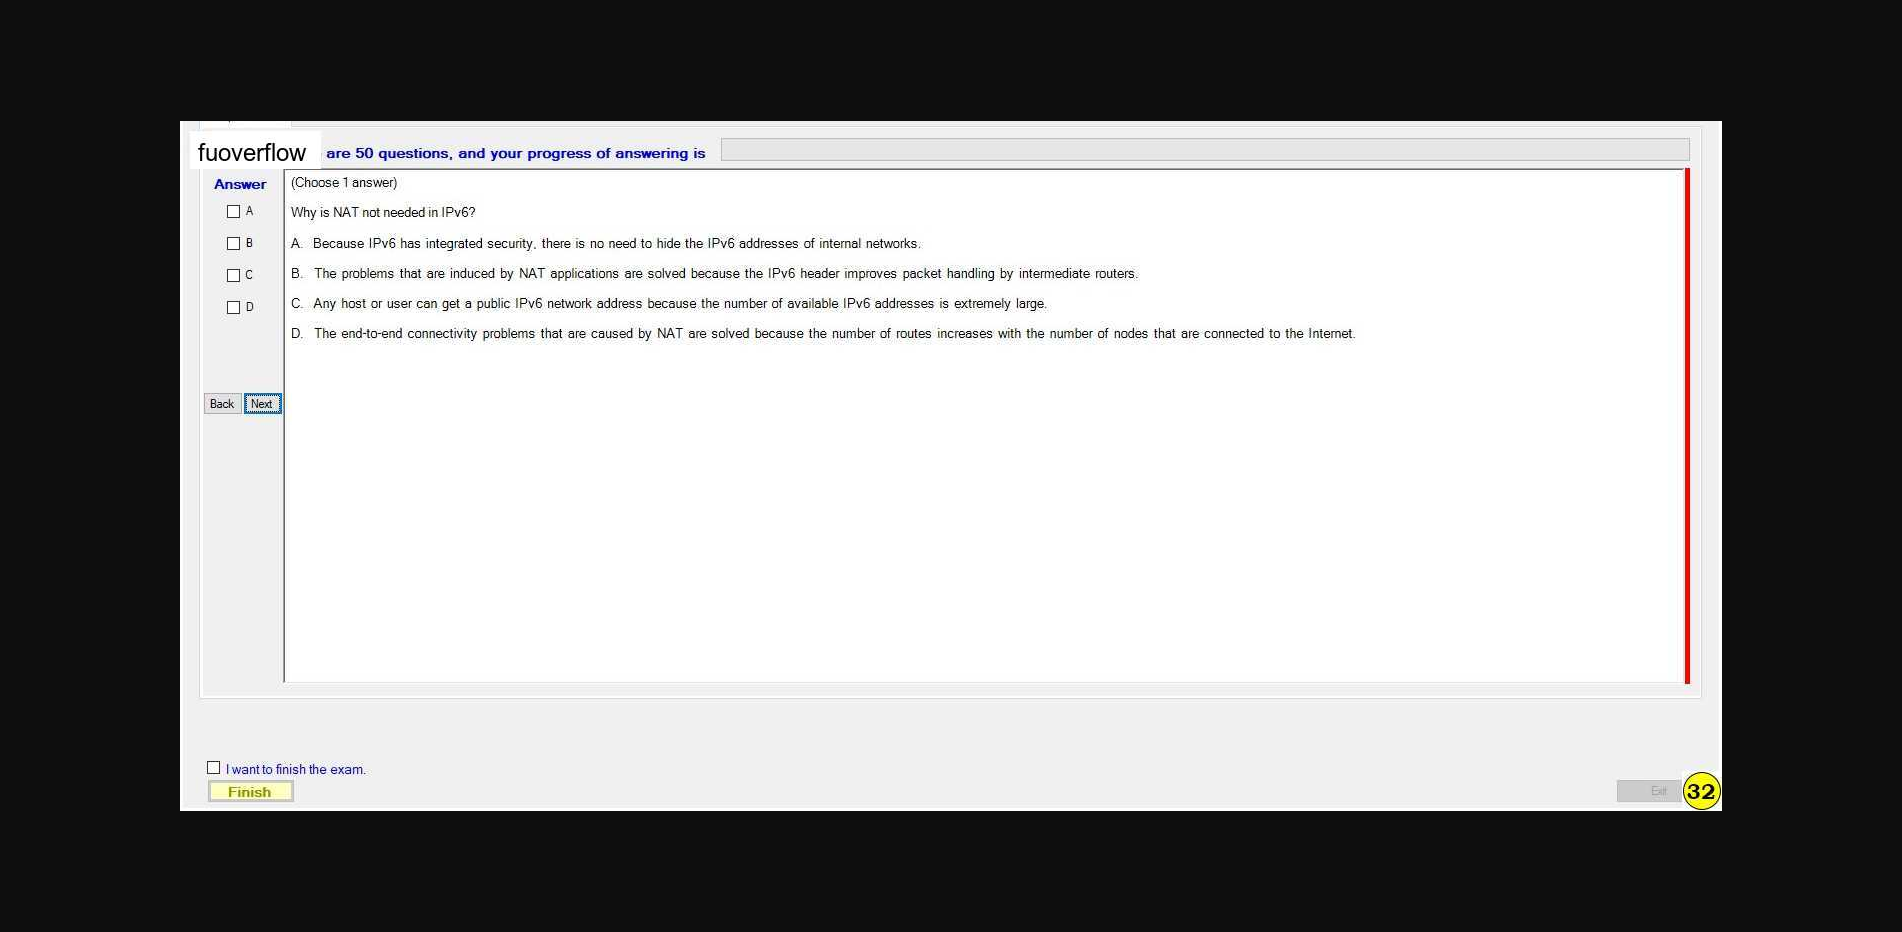 fuoverflow are 50 questions, and your progress of answering is
Answer
(Choose 1 answer)
A
Why is NAT not needed in IPv6?
B
A. Because IPv6 has integrated security, there is no need to hide the IPv6 addresses of internal networks.
C
B. The problems that are induced by NAT applications are solved because the IPv6 header improves packet handling by intermediate routers.
D
C. Any host or user can get a public IPv6 network address because the number of available IPv6 addresses is extremely large.
D. The end-to-end connectivity problems that are caused by NAT are solved because the number of routes increases with the number of nodes that are connected to the Internet.
Back Next
I want to finish the exam.
Finish
Exit
32